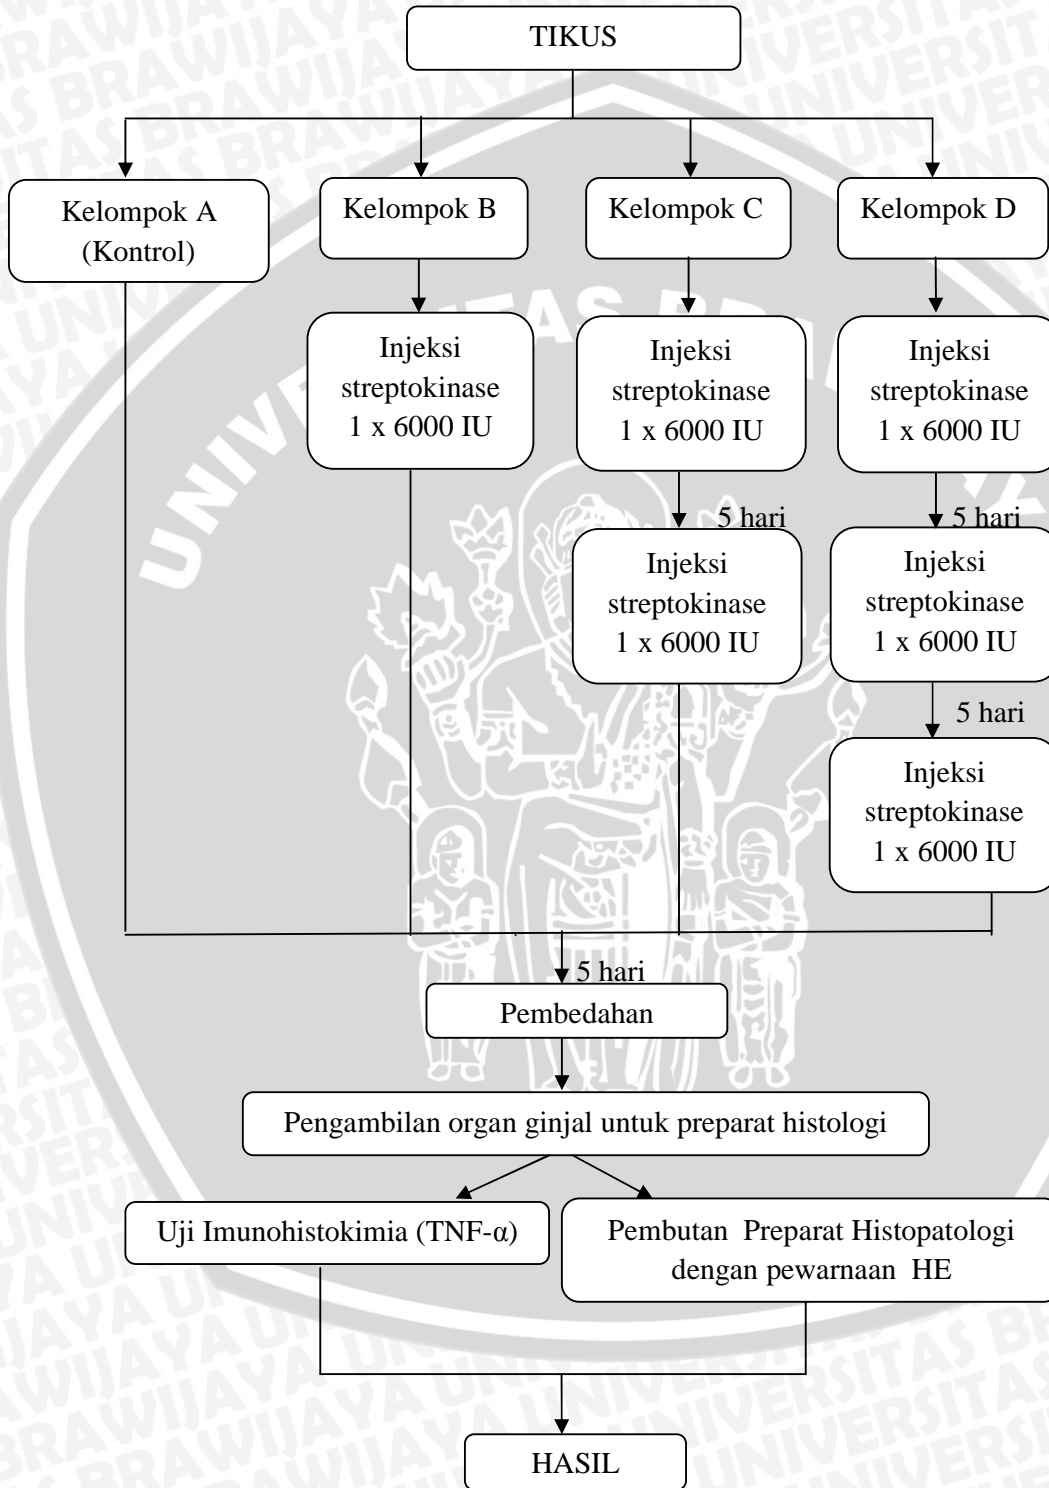 TIKUS
Kelompok A
(Kontrol)
Kelompok B
Kelompok C
Kelompok D
Injeksi
streptokinase
1 x 6000 IU
Injeksi
streptokinase
1 x 6000 IU
Injeksi
streptokinase
1 x 6000 IU
5 hari
5 hari
Injeksi
streptokinase
1 x 6000 IU
Injeksi
streptokinase
1 x 6000 IU
5 hari
Injeksi
streptokinase
1 x 6000 IU
5 hari
Pembedahan
Pengambilan organ ginjal untuk preparat histologi
Uji Imunohistokimia (TNF-α)
Pembutan Preparat Histopatologi
dengan pewarnaan HE
HASIL